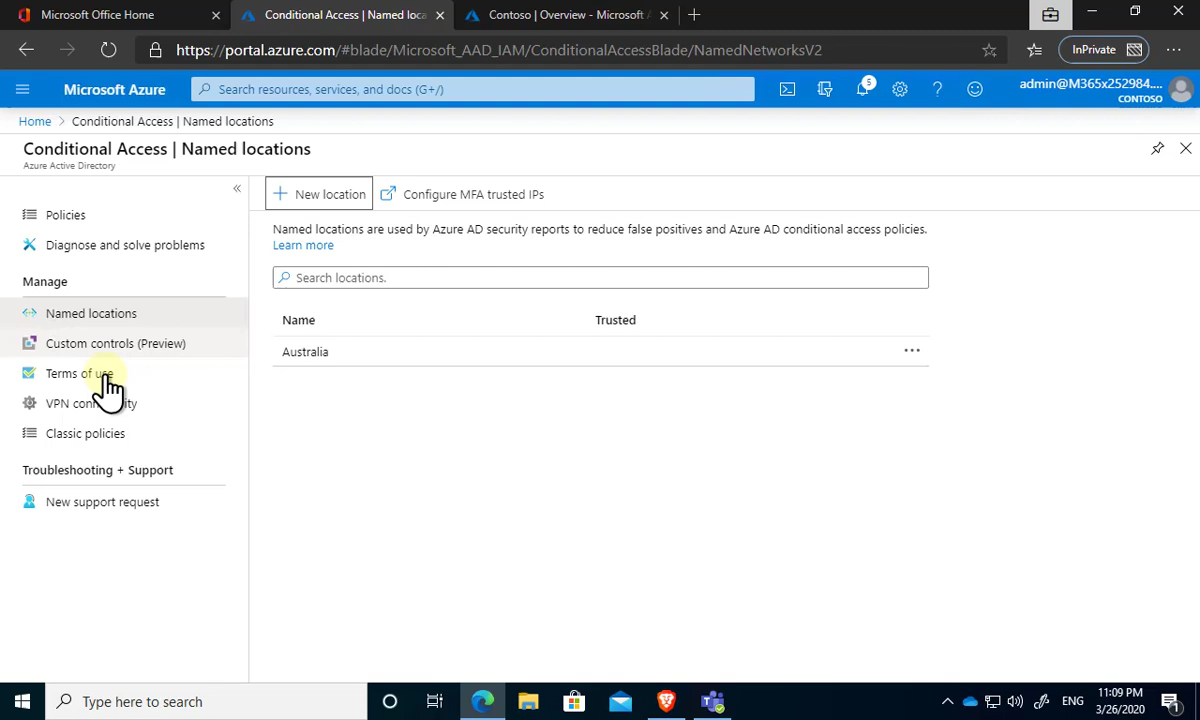 Microsoft Office Home
Conditional Access | Named loca
Contoso | Overview - Microsoft A
https://portal.azure.com/#blade/Microsoft_AAD_IAM/ConditionalAccessBlade/NamedNetworksV2
InPrivate
Microsoft Azure
Search resources, services, and docs (G+/)
5
admin@M365x252984....
CONTOSO
Home > Conditional Access | Named locations
Conditional Access | Named locations
Azure Active Directory
«
Policies
Diagnose and solve problems
Manage
Named locations
Custom controls (Preview)
Terms of use
VPN connectivity
Classic policies
Troubleshooting + Support
New support request
New location
Configure MFA trusted IPs
Named locations are used by Azure AD security reports to reduce false positives and Azure AD conditional access policies.
Learn more
Search locations.
Name Trusted
Australia ...
Type here to search
ENG
11:09 PM
3/26/2020
1